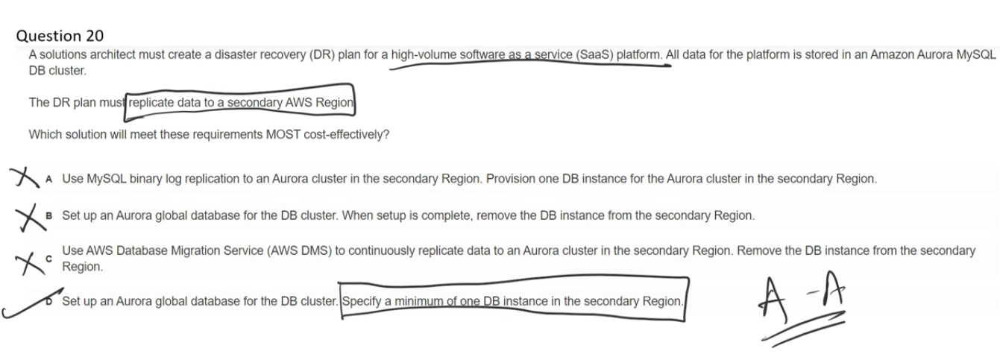 Question 20
A solutions architect must create a disaster recovery (DR) plan for a high-volume software as a service (SaaS) platform. All data for the platform is stored in an Amazon Aurora MySQL
DB cluster.
The DR plan must replicate data to a secondary AWS Region
Which solution will meet these requirements MOST cost-effectively?
A Use MySQL binary log replication to an Aurora cluster in the secondary Region. Provision one DB instance for the Aurora cluster in the secondary Region.
B Set up an Aurora global database for the DB cluster. When setup is complete, remove the DB instance from the secondary Region.
C Use AWS Database Migration Service (AWS DMS) to continuously replicate data to an Aurora cluster in the secondary Region. Remove the DB instance from the secondary
Region.
D Set up an Aurora global database for the DB cluster. Specify a minimum of one DB instance in the secondary Region.
A - A